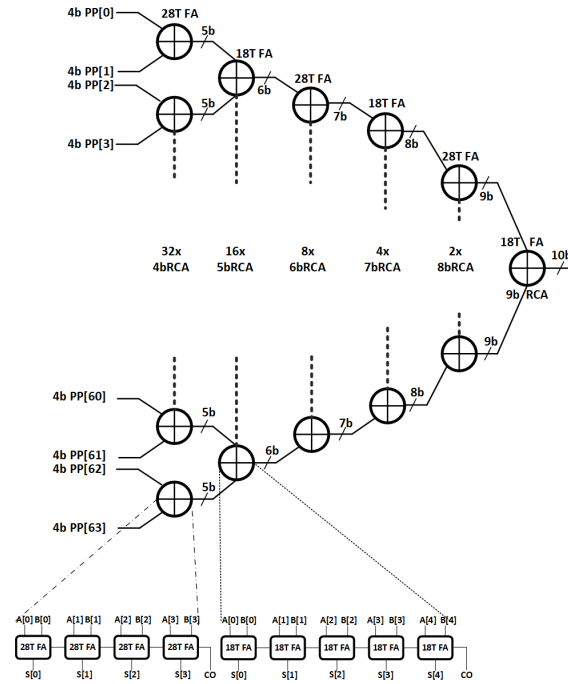 4b PP[0]
28T FA
5b
4b PP[1]
18T FA
4b PP[2]
6b
28T FA
5b
7b
18T FA
4b PP[3]
8b
28T FA
9b
18T FA
10b
9b RCA
32x
4bRCA
16x
5bRCA
8x
6bRCA
4x
7bRCA
2x
8bRCA
9b
8b
7b
4b PP[60]
5b
4b PP[61]
6b
4b PP[62]
5b
4b PP[63]
A[0] B[0] A[1] B[1] A[2] B[2] A[3] B[3] A[0] B[0] A[1] B[1] A[2] B[2] A[3] B[3] A[4] B[4]
28T FA 28T FA 28T FA 28T FA 18T FA 18T FA 18T FA 18T FA 18T FA
S[0] S[1] S[2] S[3] CO S[0] S[1] S[2] S[3] S[4] CO